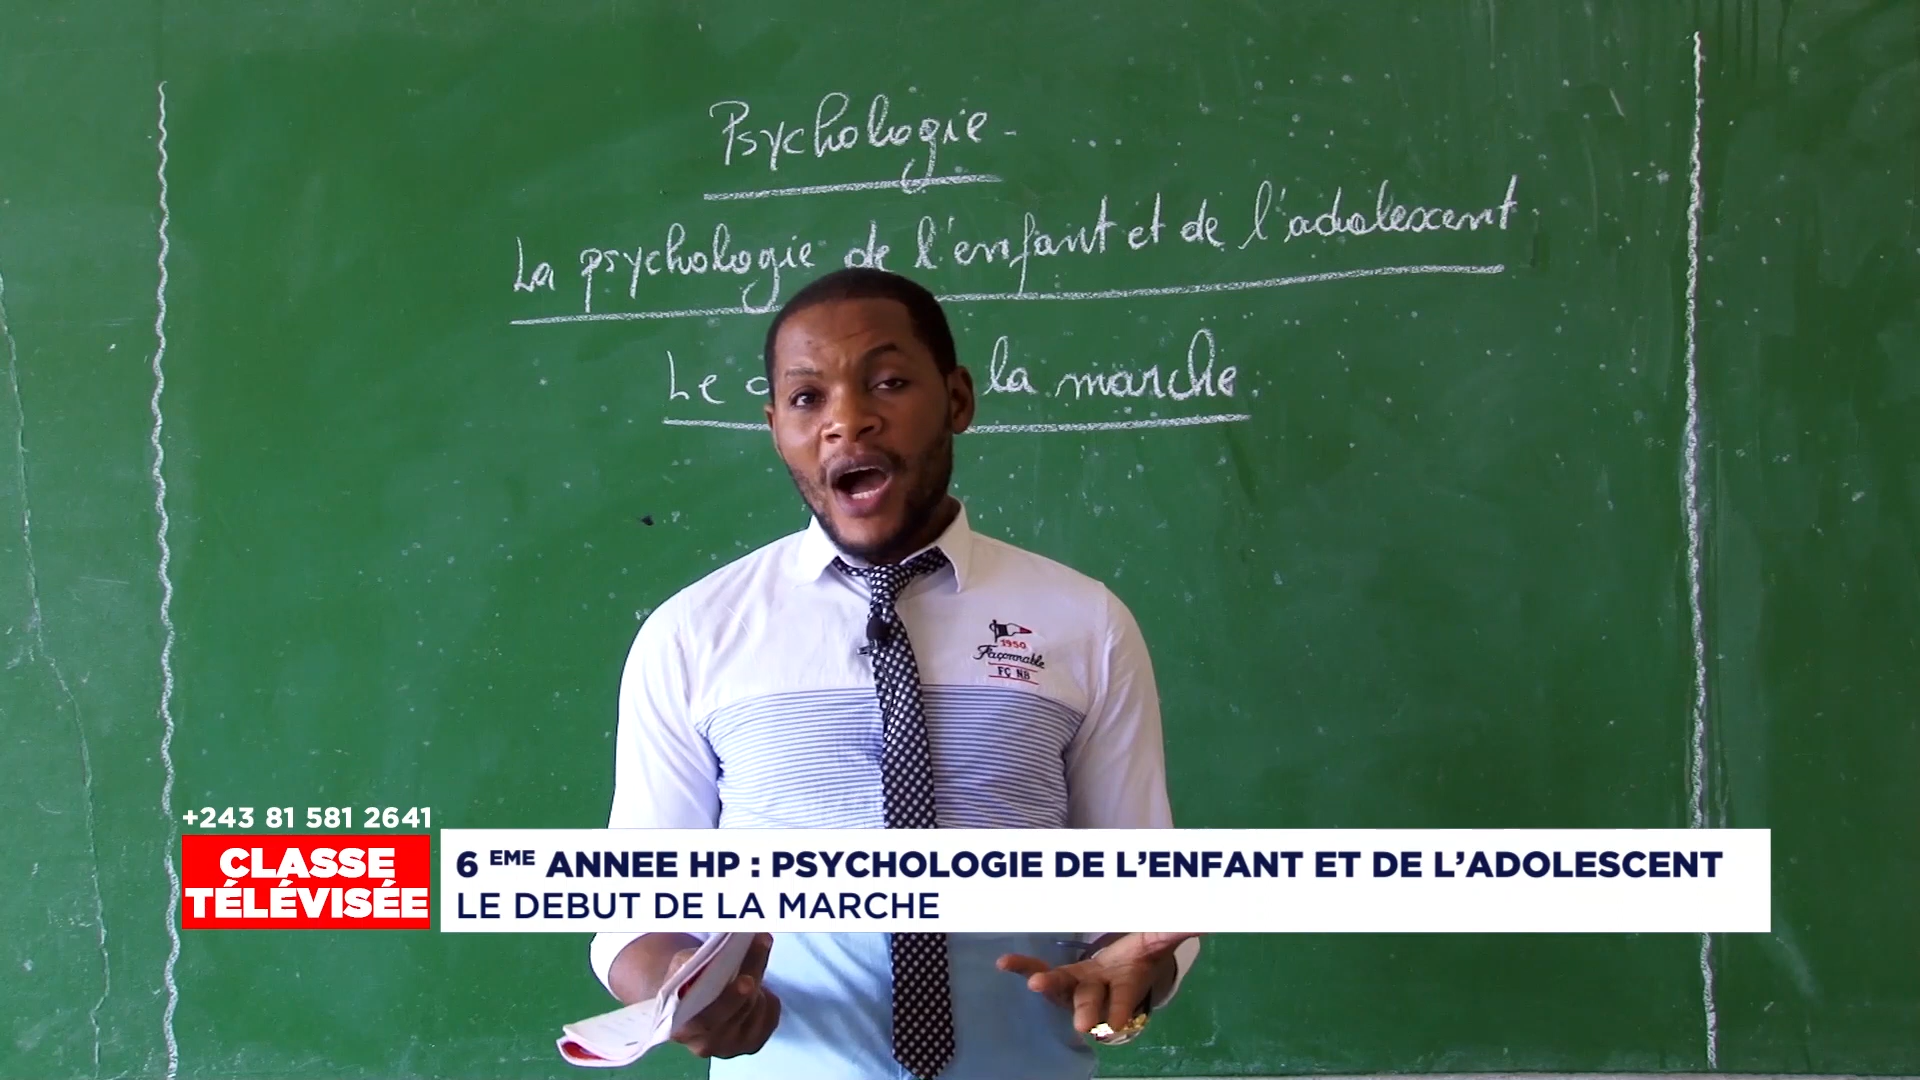 Psychologie-
La psychologie de l'enfant et de l'adolescent
Le la marche.
1950
Façonnable
FÇ NB
+243 81 581 2641
CLASSE
TÉLÉVISÉE
6 EME ANNEE HP : PSYCHOLOGIE DE L'ENFANT ET DE L'ADOLESCENT
LE DEBUT DE LA MARCHE